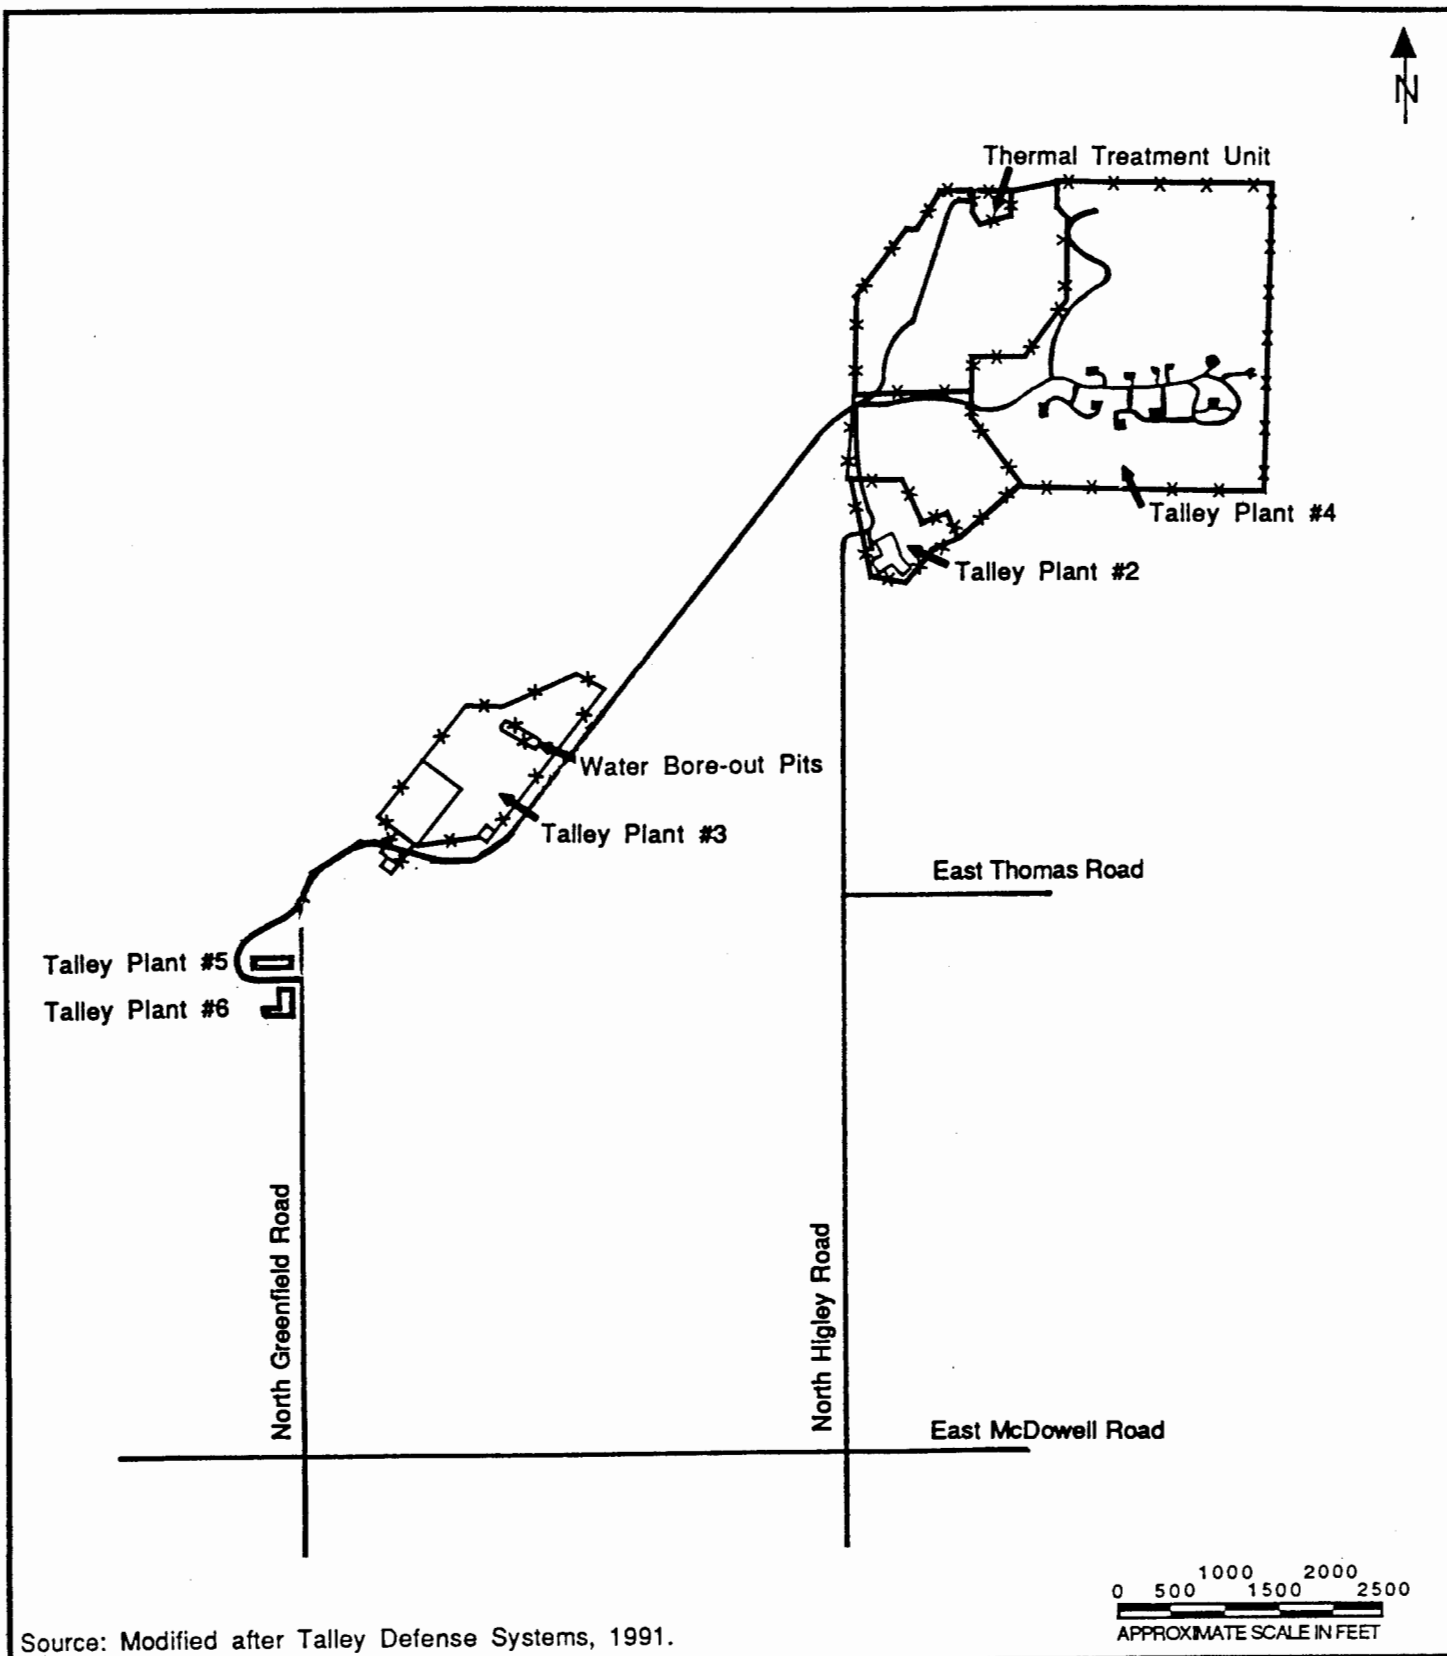 N
Thermal Treatment Unit
Talley Plant #4
Talley Plant #2
Water Bore-out Pits
Talley Plant #3
East Thomas Road
Talley Plant #5
Talley Plant #6
North Greenfield Road
North Higley Road
East McDowell Road
1000 2000
0 500 1500 2500
APPROXIMATE SCALE IN FEET
Source: Modified after Talley Defense Systems, 1991.